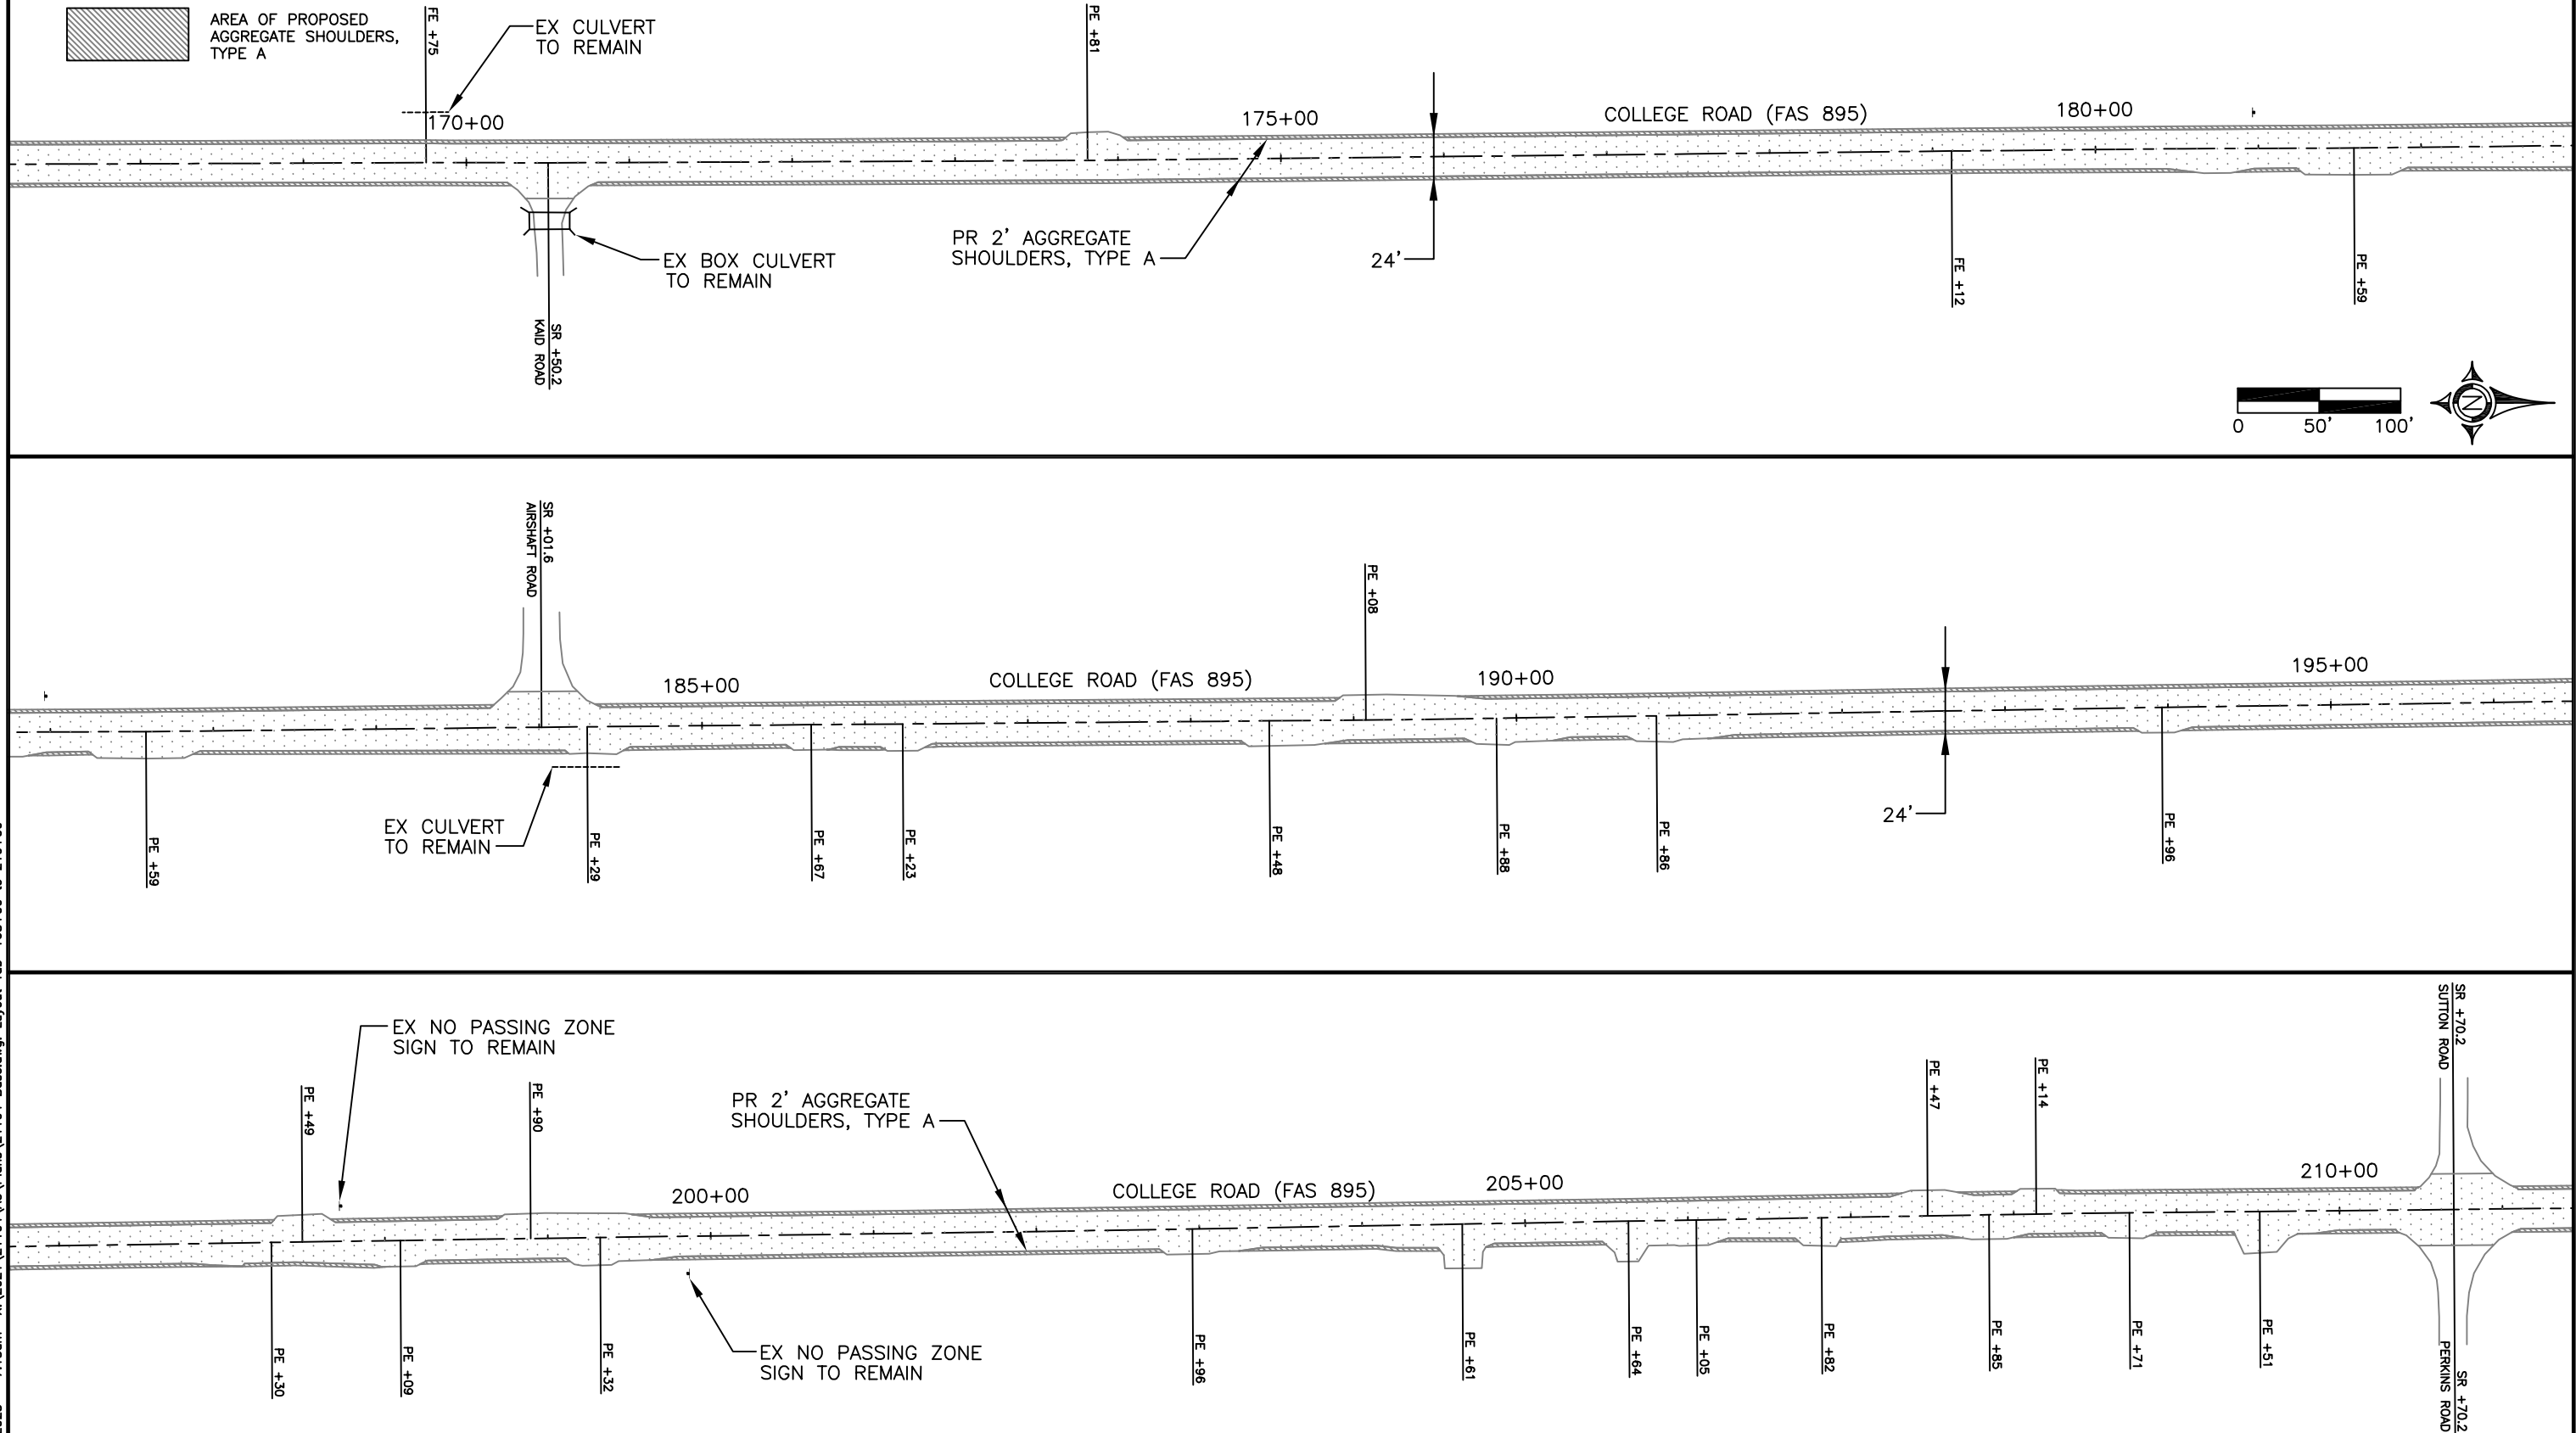 AREA OF PROPOSED
AGGREGATE SHOULDERS,
TYPE A
FE +75
EX CULVERT
TO REMAIN
170+00
PE +81
175+00
COLLEGE ROAD (FAS 895)
180+00
SR +50.2
KAID ROAD
EX BOX CULVERT
TO REMAIN
PR 2' AGGREGATE
SHOULDERS, TYPE A
24'
FE +12
PE +59
0 50' 100'
N
SR +01.6
AIRSHAFT ROAD
185+00
COLLEGE ROAD (FAS 895)
PE +08
190+00
195+00
PE +59
EX CULVERT
TO REMAIN
PE +29
PE +67
PE +23
PE +48
PE +88
PE +86
24'
PE +96
EX NO PASSING ZONE
SIGN TO REMAIN
PE +49
PE +90
200+00
PR 2' AGGREGATE
SHOULDERS, TYPE A
COLLEGE ROAD (FAS 895)
205+00
PE +47
PE +14
210+00
SR +70.2
SUTTON ROAD
PE +30
PE +09
PE +32
EX NO PASSING ZONE
SIGN TO REMAIN
PE +96
PE +61
PE +64
PE +05
PE +82
PE +85
PE +71
PE +51
SR +70.2
PERKINS ROAD